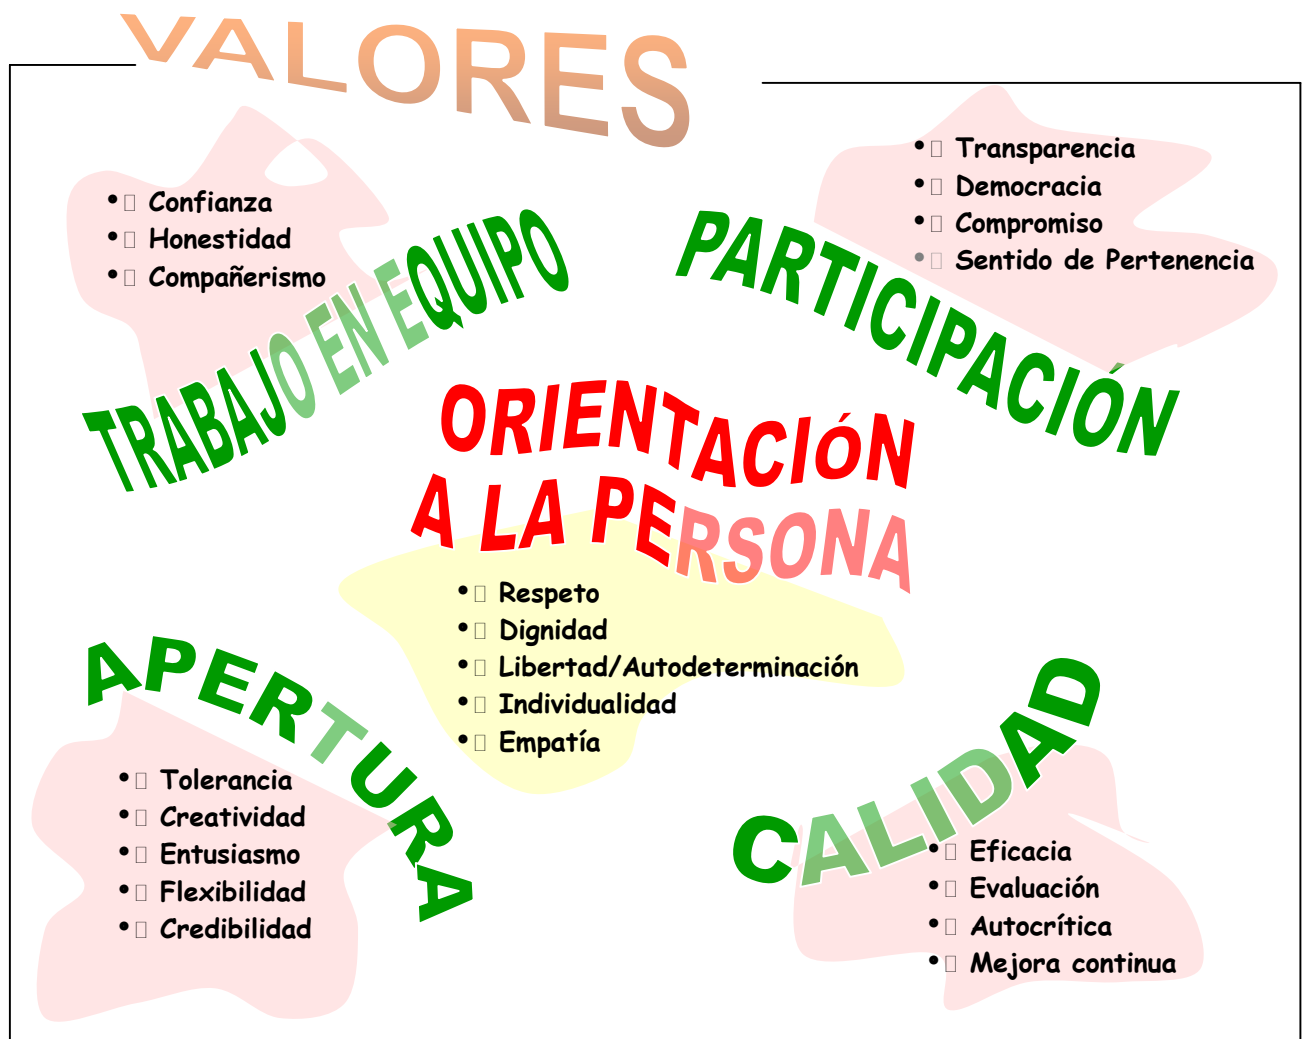 VALORES
• Confianza
• Honestidad
• Compañerismo
TRABAJO EN EQUIPO
• Transparencia
• Democracia
• Compromiso
• Sentido de Pertenencia
PARTICIPACIÓN
ORIENTACIÓN
A LA PERSONA
• Respeto
• Dignidad
• Libertad/Autodeterminación
• Individualidad
• Empatía
APERTURA
• Tolerancia
• Creatividad
• Entusiasmo
• Flexibilidad
• Credibilidad
CALIDAD
• Eficacia
• Evaluación
• Autocrítica
• Mejora continua